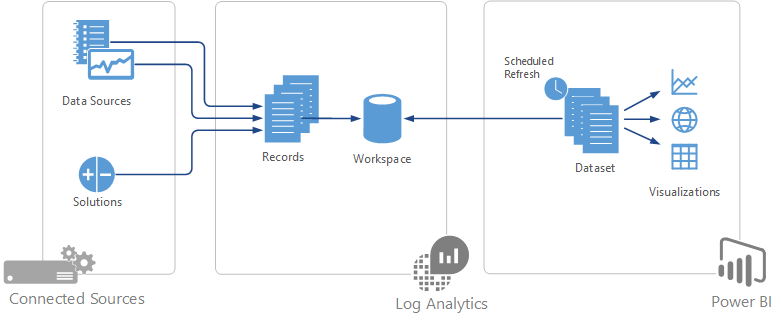 Scheduled
Refresh
Data Sources
Records
Workspace
Dataset
Solutions
Visualizations
Connected Sources
Log Analytics
Power BI